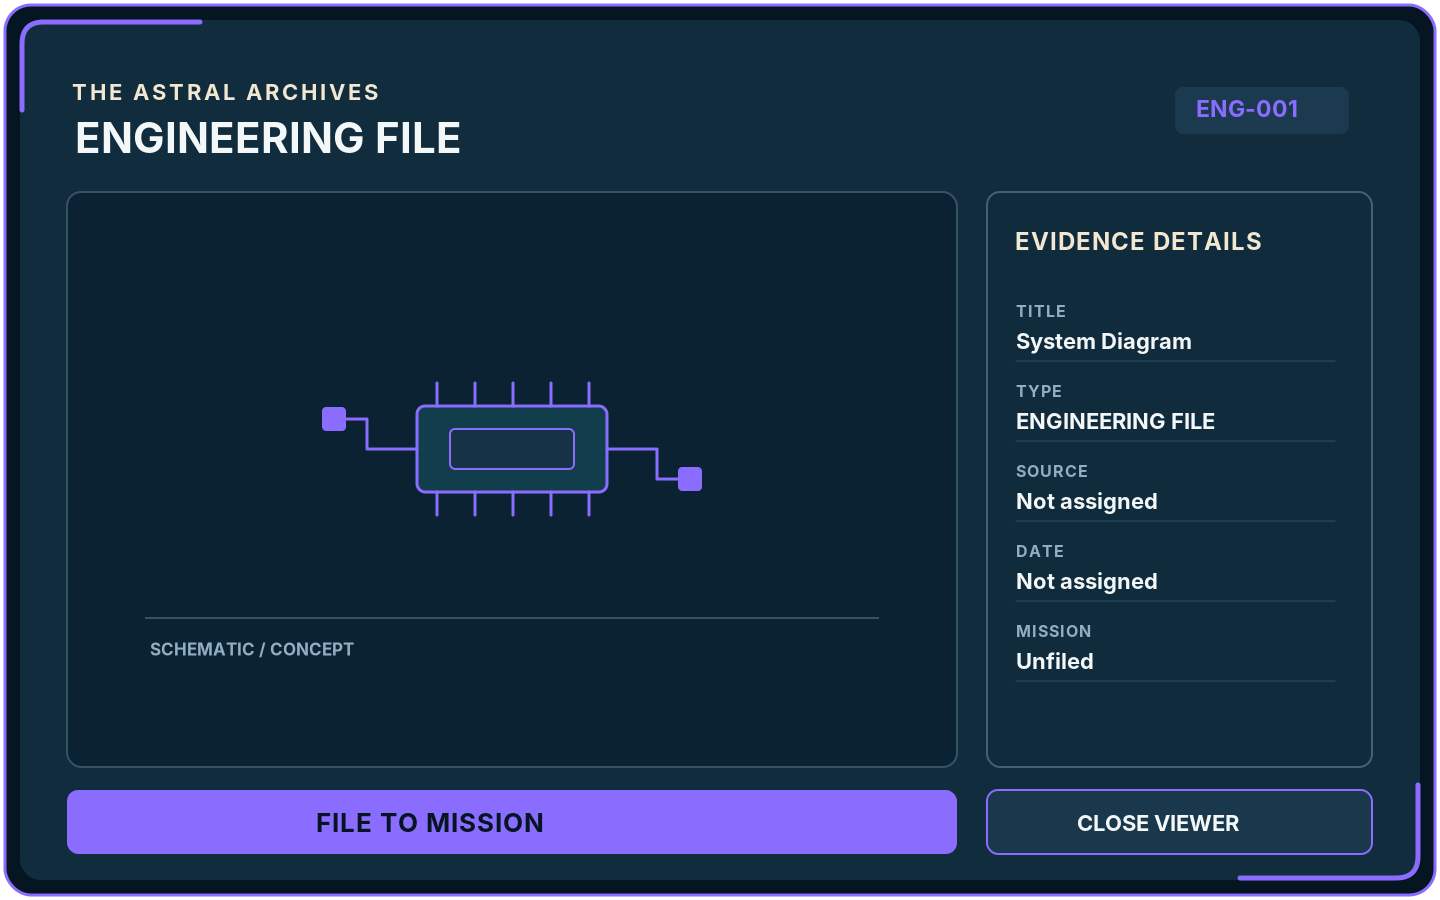 THE ASTRAL ARCHIVES
ENGINEERING FILE
ENG-001
SCHEMATIC / CONCEPT
EVIDENCE DETAILS
TITLE
System Diagram
TYPE
ENGINEERING FILE
SOURCE
Not assigned
DATE
Not assigned
MISSION
Unfiled
FILE TO MISSION
CLOSE VIEWER